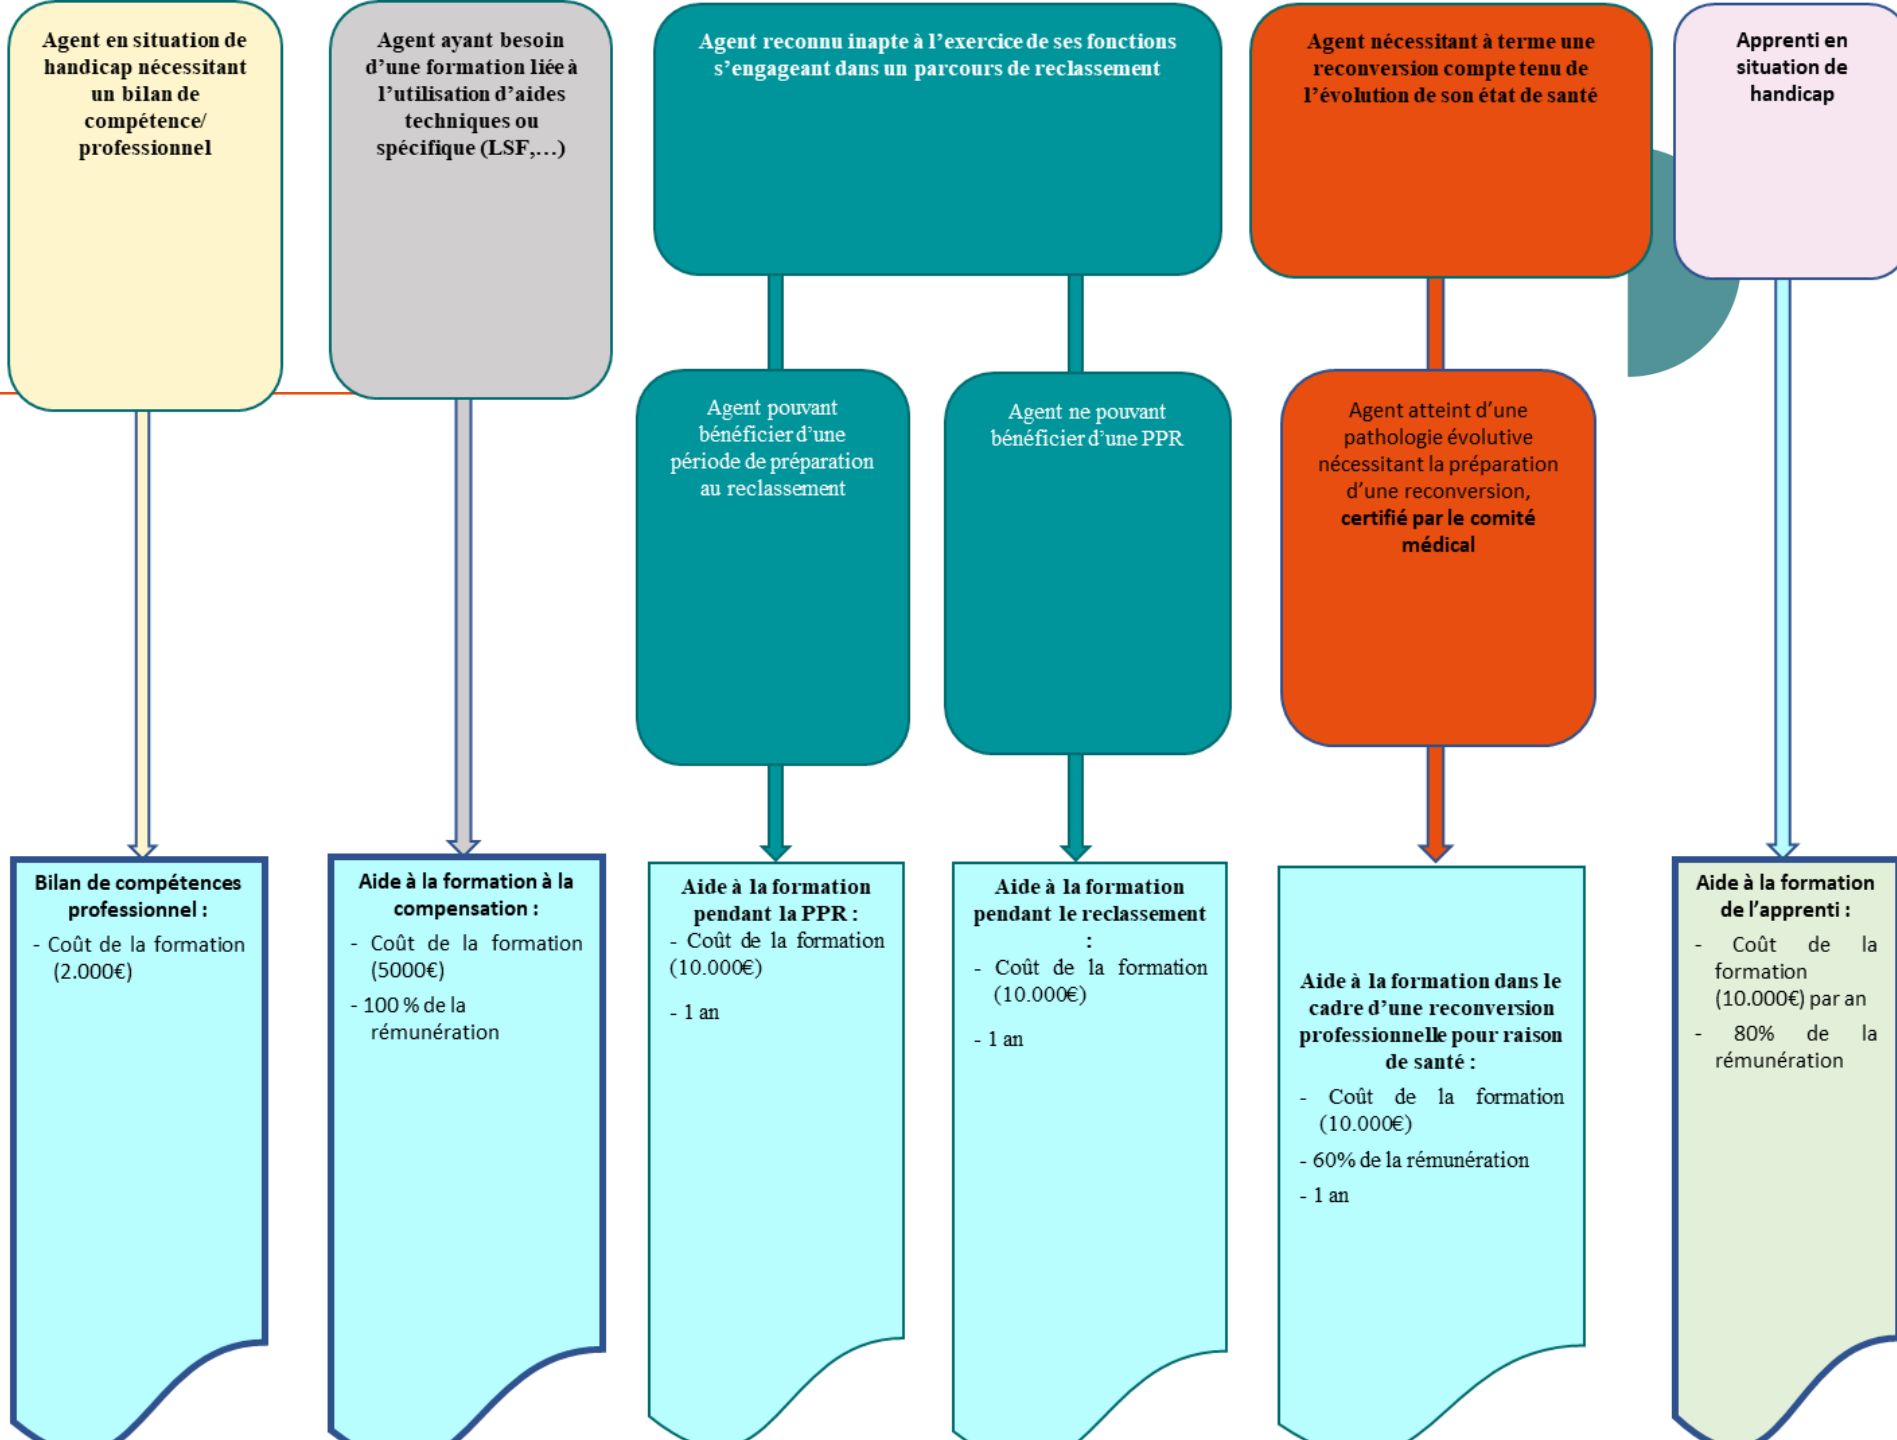 Agent en situation de
handicap nécessitant
un bilan de
compétence/
professionnel
Agent ayant besoin
d’une formation liée à
l’utilisation d’aides
techniques ou
spécifique (LSF,…)
Agent reconnu inapte à l’exercice de ses fonctions
s’engageant dans un parcours de reclassement
Agent nécessitant à terme une
reconversion compte tenu de
l’évolution de son état de santé
Apprenti en
situation de
handicap
Agent pouvant
bénéficier d’une
période de préparation
au reclassement
Agent ne pouvant
bénéficier d’une PPR
Agent atteint d’une
pathologie évolutive
nécessitant la préparation
d’une reconversion,
certifié par le comité
médical
Bilan de compétences
professionnel :
- Coût de la formation
(2.000€)
Aide à la formation à la
compensation :
- Coût de la formation
(5000€)
- 100 % de la
rémunération
Aide à la formation
pendant la PPR :
- Coût de la formation
(10.000€)
- 1 an
Aide à la formation
pendant le reclassement
:
- Coût de la formation
(10.000€)
- 1 an
Aide à la formation dans le
cadre d’une reconversion
professionnelle pour raison
de santé :
- Coût de la formation
(10.000€)
- 60% de la rémunération
- 1 an
Aide à la formation
de l’apprenti :
- Coût de la
formation
(10.000€) par an
- 80% de la
rémunération